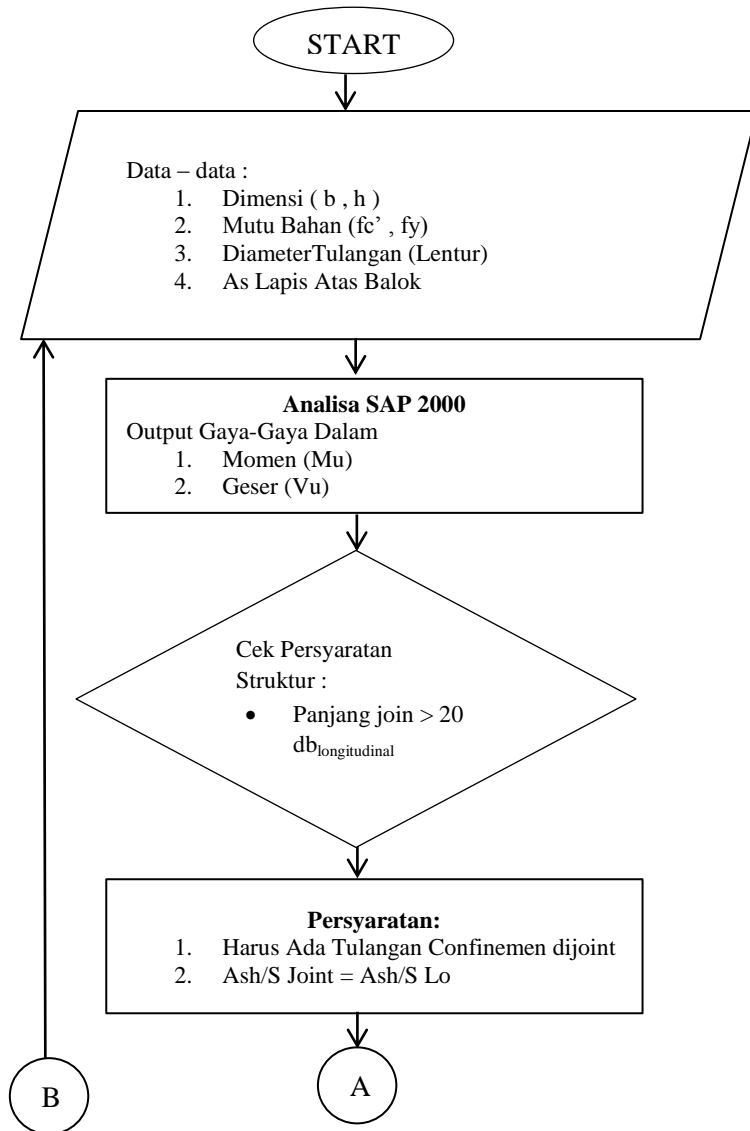 START
Data – data :
1. Dimensi ( b , h )
2. Mutu Bahan (fc’ , fy)
3. DiameterTulangan (Lentur)
4. As Lapis Atas Balok
Analisa SAP 2000
Output Gaya-Gaya Dalam
1. Momen (Mu)
2. Geser (Vu)
Cek Persyaratan
Struktur :
• Panjang join > 20
db longitudinal
Persyaratan:
1. Harus Ada Tulangan Confinemen dijoint
2. Ash/S Joint = Ash/S Lo
B
A